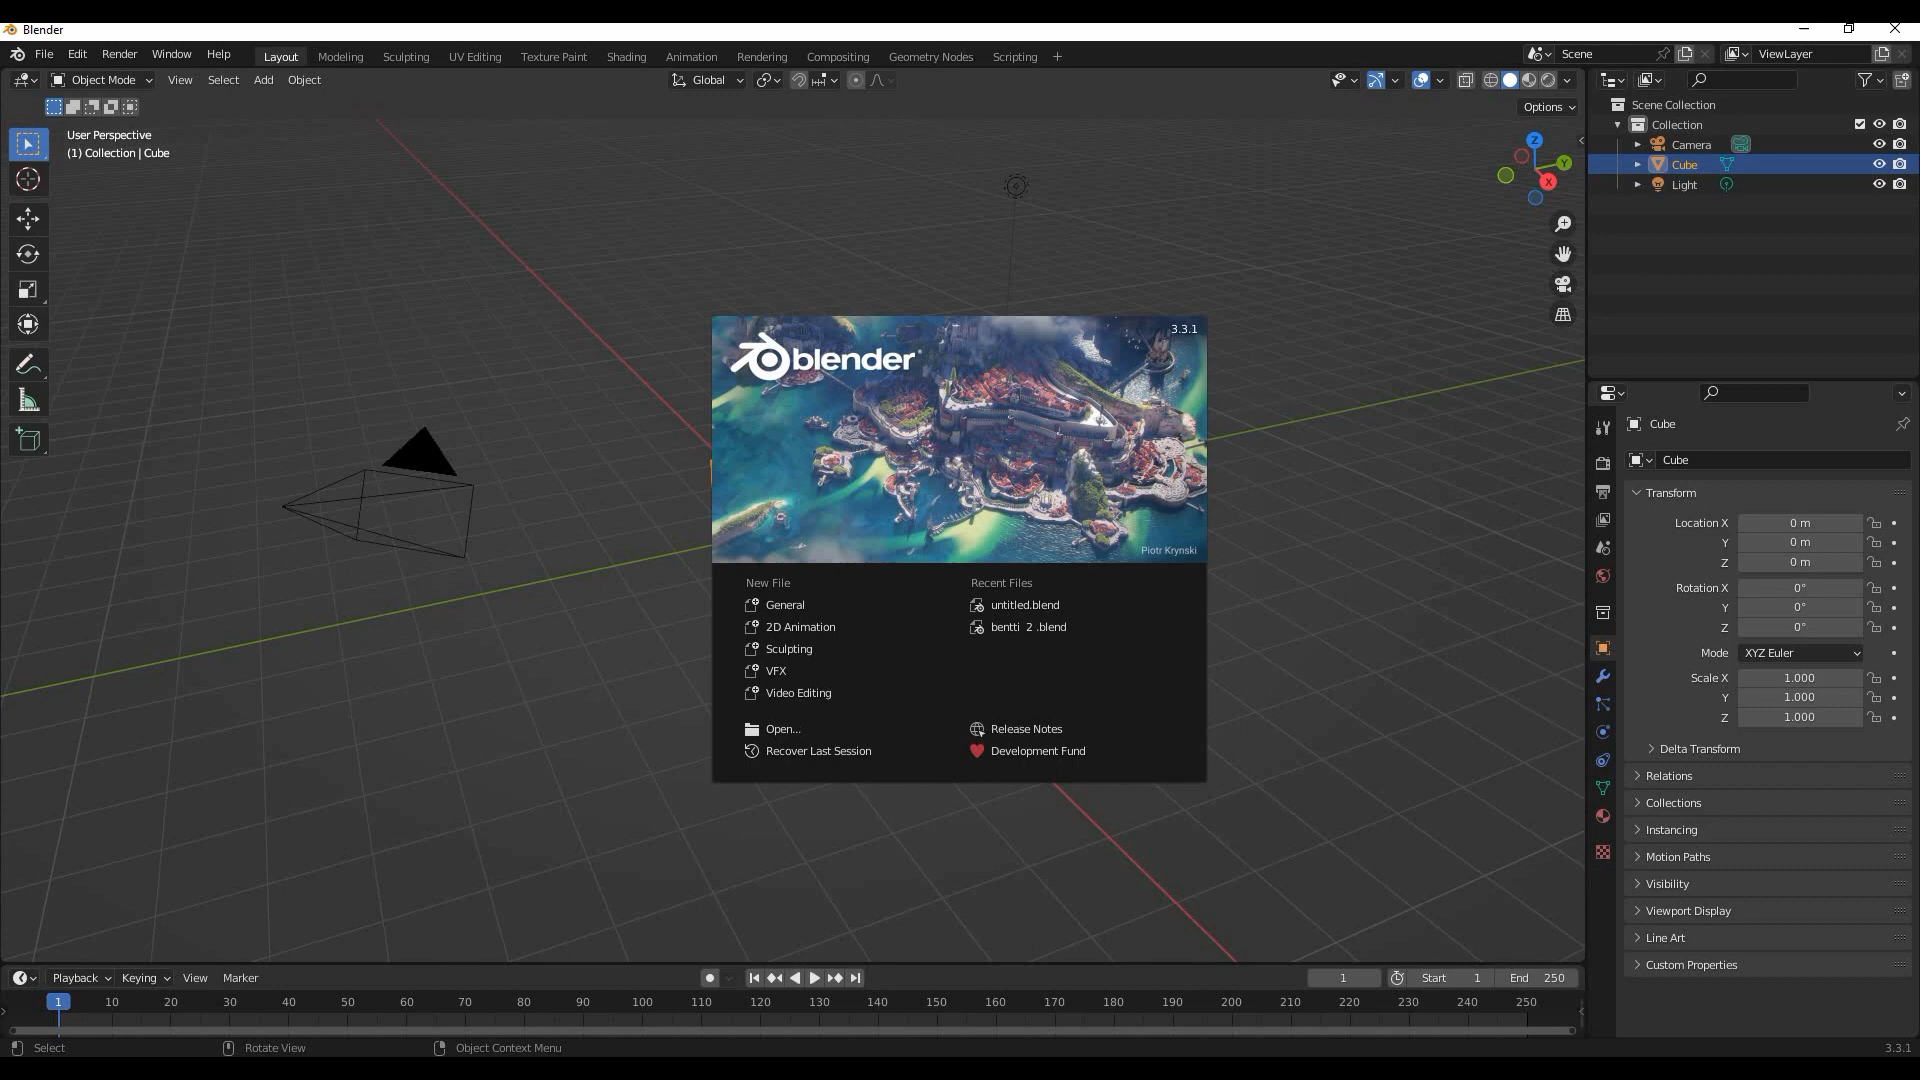 Blender
File Edit Render Window Help Layout Modeling Sculpting UV Editing Texture Paint Shading Animation Rendering Compositing Geometry Nodes Scripting + Scene ViewLayer
Object Mode View Select Add Object Global
Options
User Perspective
(1) Collection | Cube
Z
Y
X
Scene Collection
Collection
Camera
Cube
Light
3.3.1
blender
Piotr Krynski
New File
General
2D Animation
Sculpting
VFX
Video Editing
Open...
Recover Last Session
Recent Files
untitled.blend
bentti 2 .blend
Release Notes
Development Fund
Cube
Cube
Transform
Location X 0 m
Y 0 m
Z 0 m
Rotation X 0°
Y 0°
Z 0°
Mode XYZ Euler
Scale X 1.000
Y 1.000
Z 1.000
Delta Transform
Relations
Collections
Instancing
Motion Paths
Visibility
Viewport Display
Line Art
Custom Properties
Playback Keying View Marker 1 Start 1 End 250
1 10 20 30 40 50 60 70 80 90 100 110 120 130 140 150 160 170 180 190 200 210 220 230 240 250
Select Rotate View Object Context Menu 3.3.1